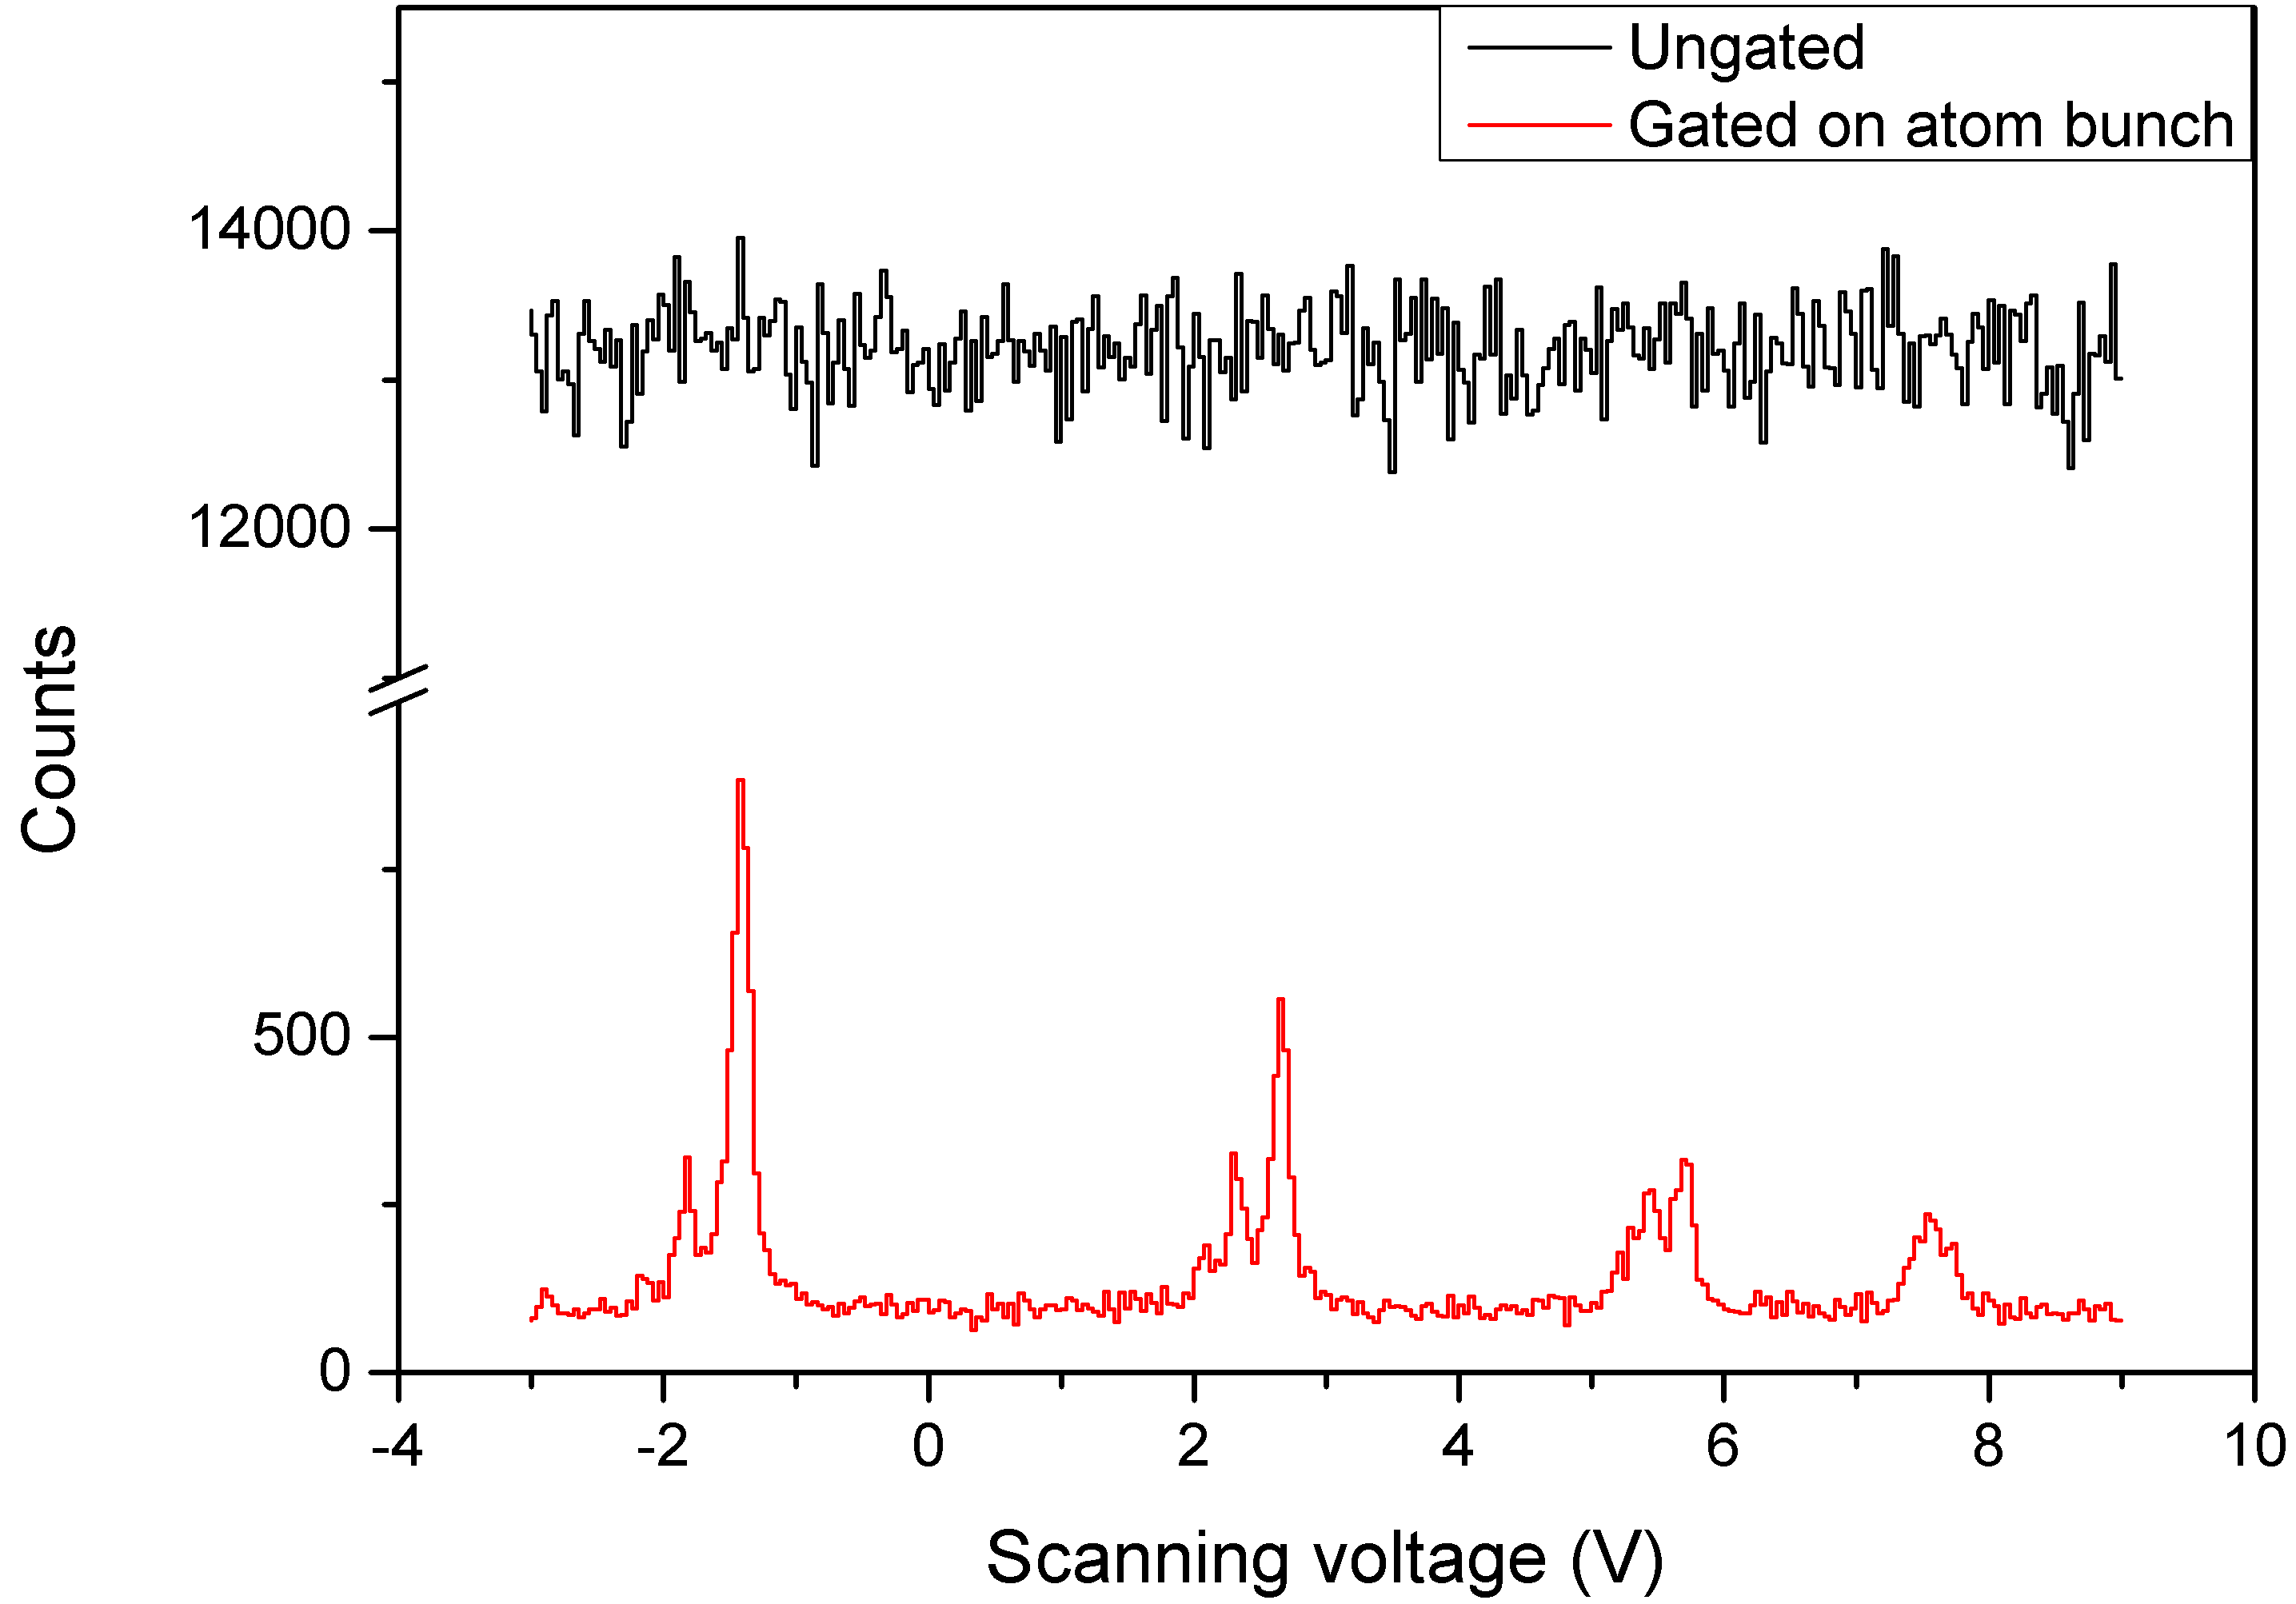 Ungated
Gated on atom bunch
14000
12000
500
0
Counts
-4 -2 0 2 4 6 8 10
Scanning voltage (V)